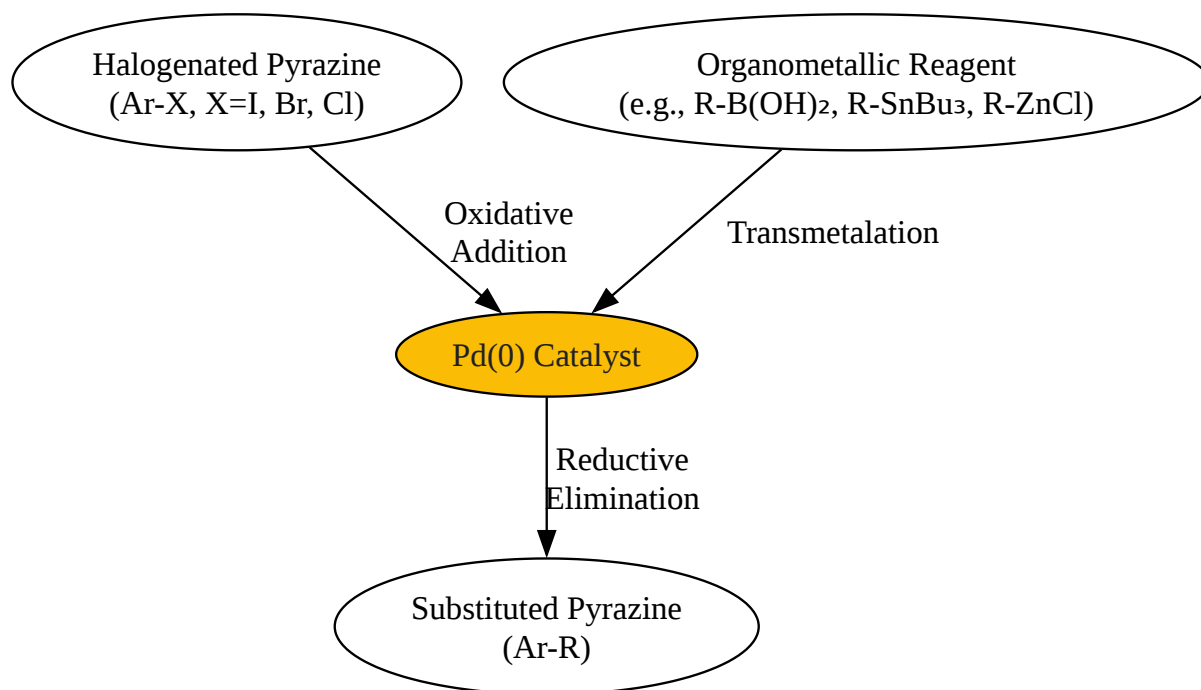 Halogenated Pyrazine
(Ar-X, X=I, Br, Cl)
Organometallic Reagent
(e.g., R-B(OH)₂, R-SnBu₃, R-ZnCl)
Oxidative
Addition
Transmetalation
Pd(0) Catalyst
Reductive
Elimination
Substituted Pyrazine
(Ar-R)